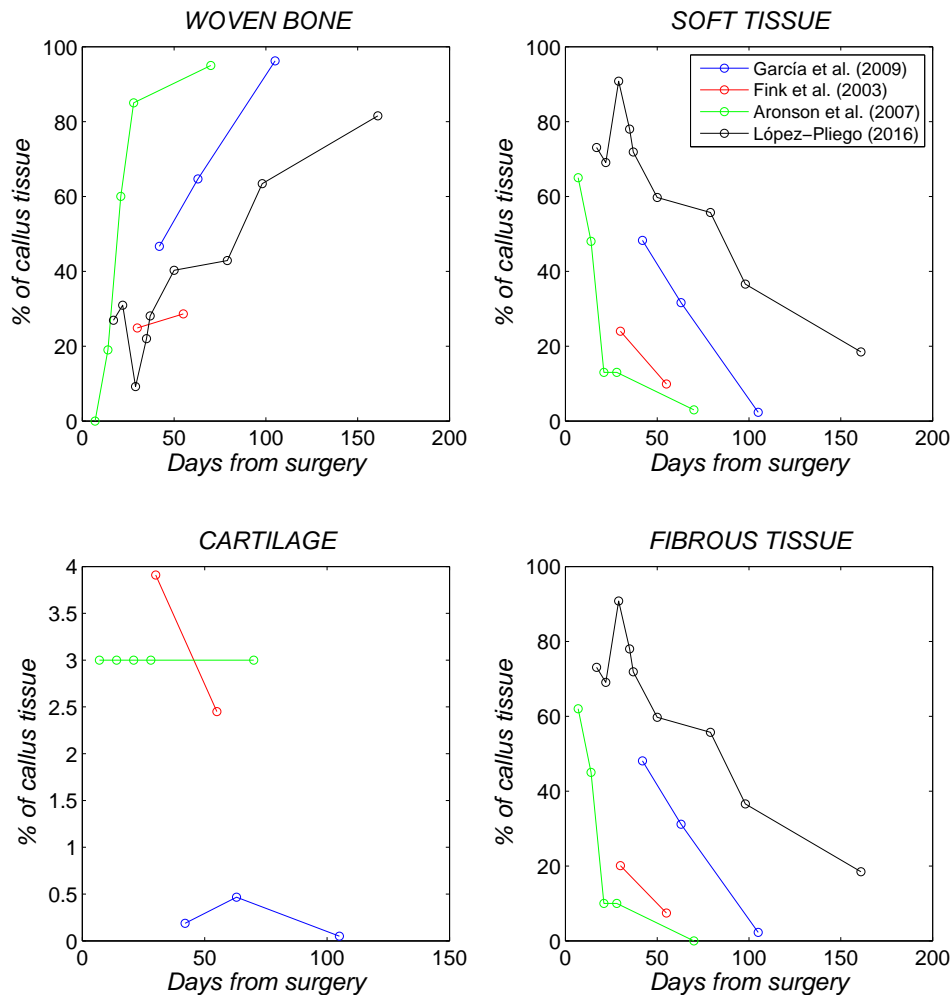 WOVEN BONE
% of callus tissue
100
80
60
40
20
0
0 50 100 150 200
Days from surgery
SOFT TISSUE
% of callus tissue
100
80
60
40
20
0
García et al. (2009)
Fink et al. (2003)
Aronson et al. (2007)
López−Pliego (2016)
0 50 100 150 200
Days from surgery
CARTILAGE
% of callus tissue
4
3.5
3
2.5
2
1.5
1
0.5
0
0 50 100 150
Days from surgery
FIBROUS TISSUE
% of callus tissue
100
80
60
40
20
0
0 50 100 150 200
Days from surgery